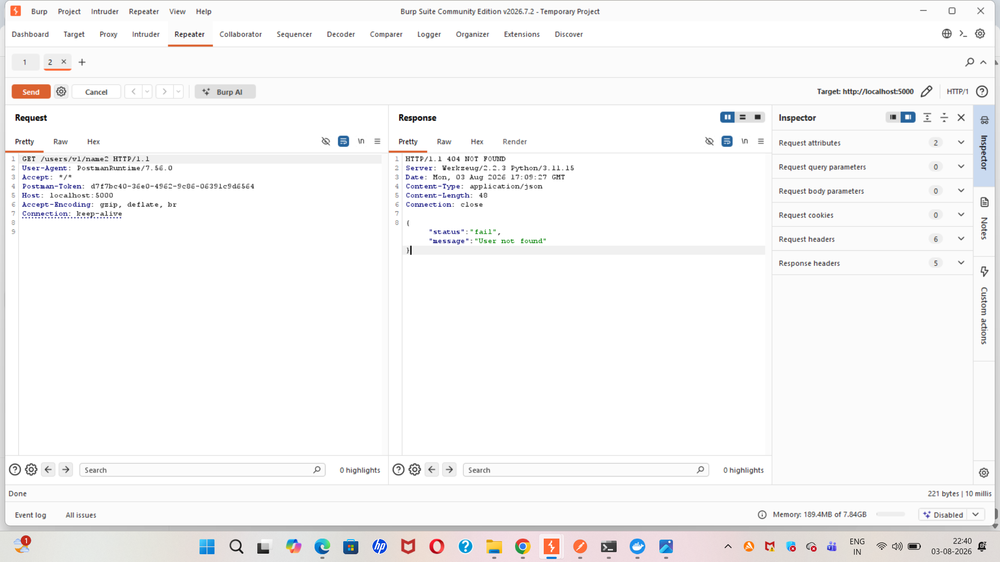 Burp Project Intruder Repeater View Help
Burp Suite Community Edition v2026.7.2 - Temporary Project
Dashboard Target Proxy Intruder Repeater Collaborator Sequencer Decoder Comparer Logger Organizer Extensions Discover
1 2
Send Cancel Burp AI
Target: http://localhost:5000 HTTP/1
Request
Pretty Raw Hex \n
1 GET /users/v1/name2 HTTP/1.1
2 User-Agent: PostmanRuntime/7.56.0
3 Accept: */*
4 Postman-Token: d7f7bc40-36e0-4962-9c86-06391c9d6564
5 Host: localhost:5000
6 Accept-Encoding: gzip, deflate, br
7 Connection: keep-alive
8
9
Search 0 highlights
Response
Pretty Raw Hex Render \n
1 HTTP/1.1 404 NOT FOUND
2 Server: Werkzeug/2.2.3 Python/3.11.15
3 Date: Mon, 03 Aug 2026 17:09:27 GMT
4 Content-Type: application/json
5 Content-Length: 48
6 Connection: close
7
8 {
"status":"fail",
"message":"User not found"
}
Search 0 highlights
Inspector
Request attributes 2
Request query parameters 0
Request body parameters 0
Request cookies 0
Request headers 6
Response headers 5
Inspector
Notes
Custom actions
Done
221 bytes | 10 millis
Event log All issues
Memory: 189.4MB of 7.84GB
Disabled
1
hp
ENG
IN
22:40
03-08-2026